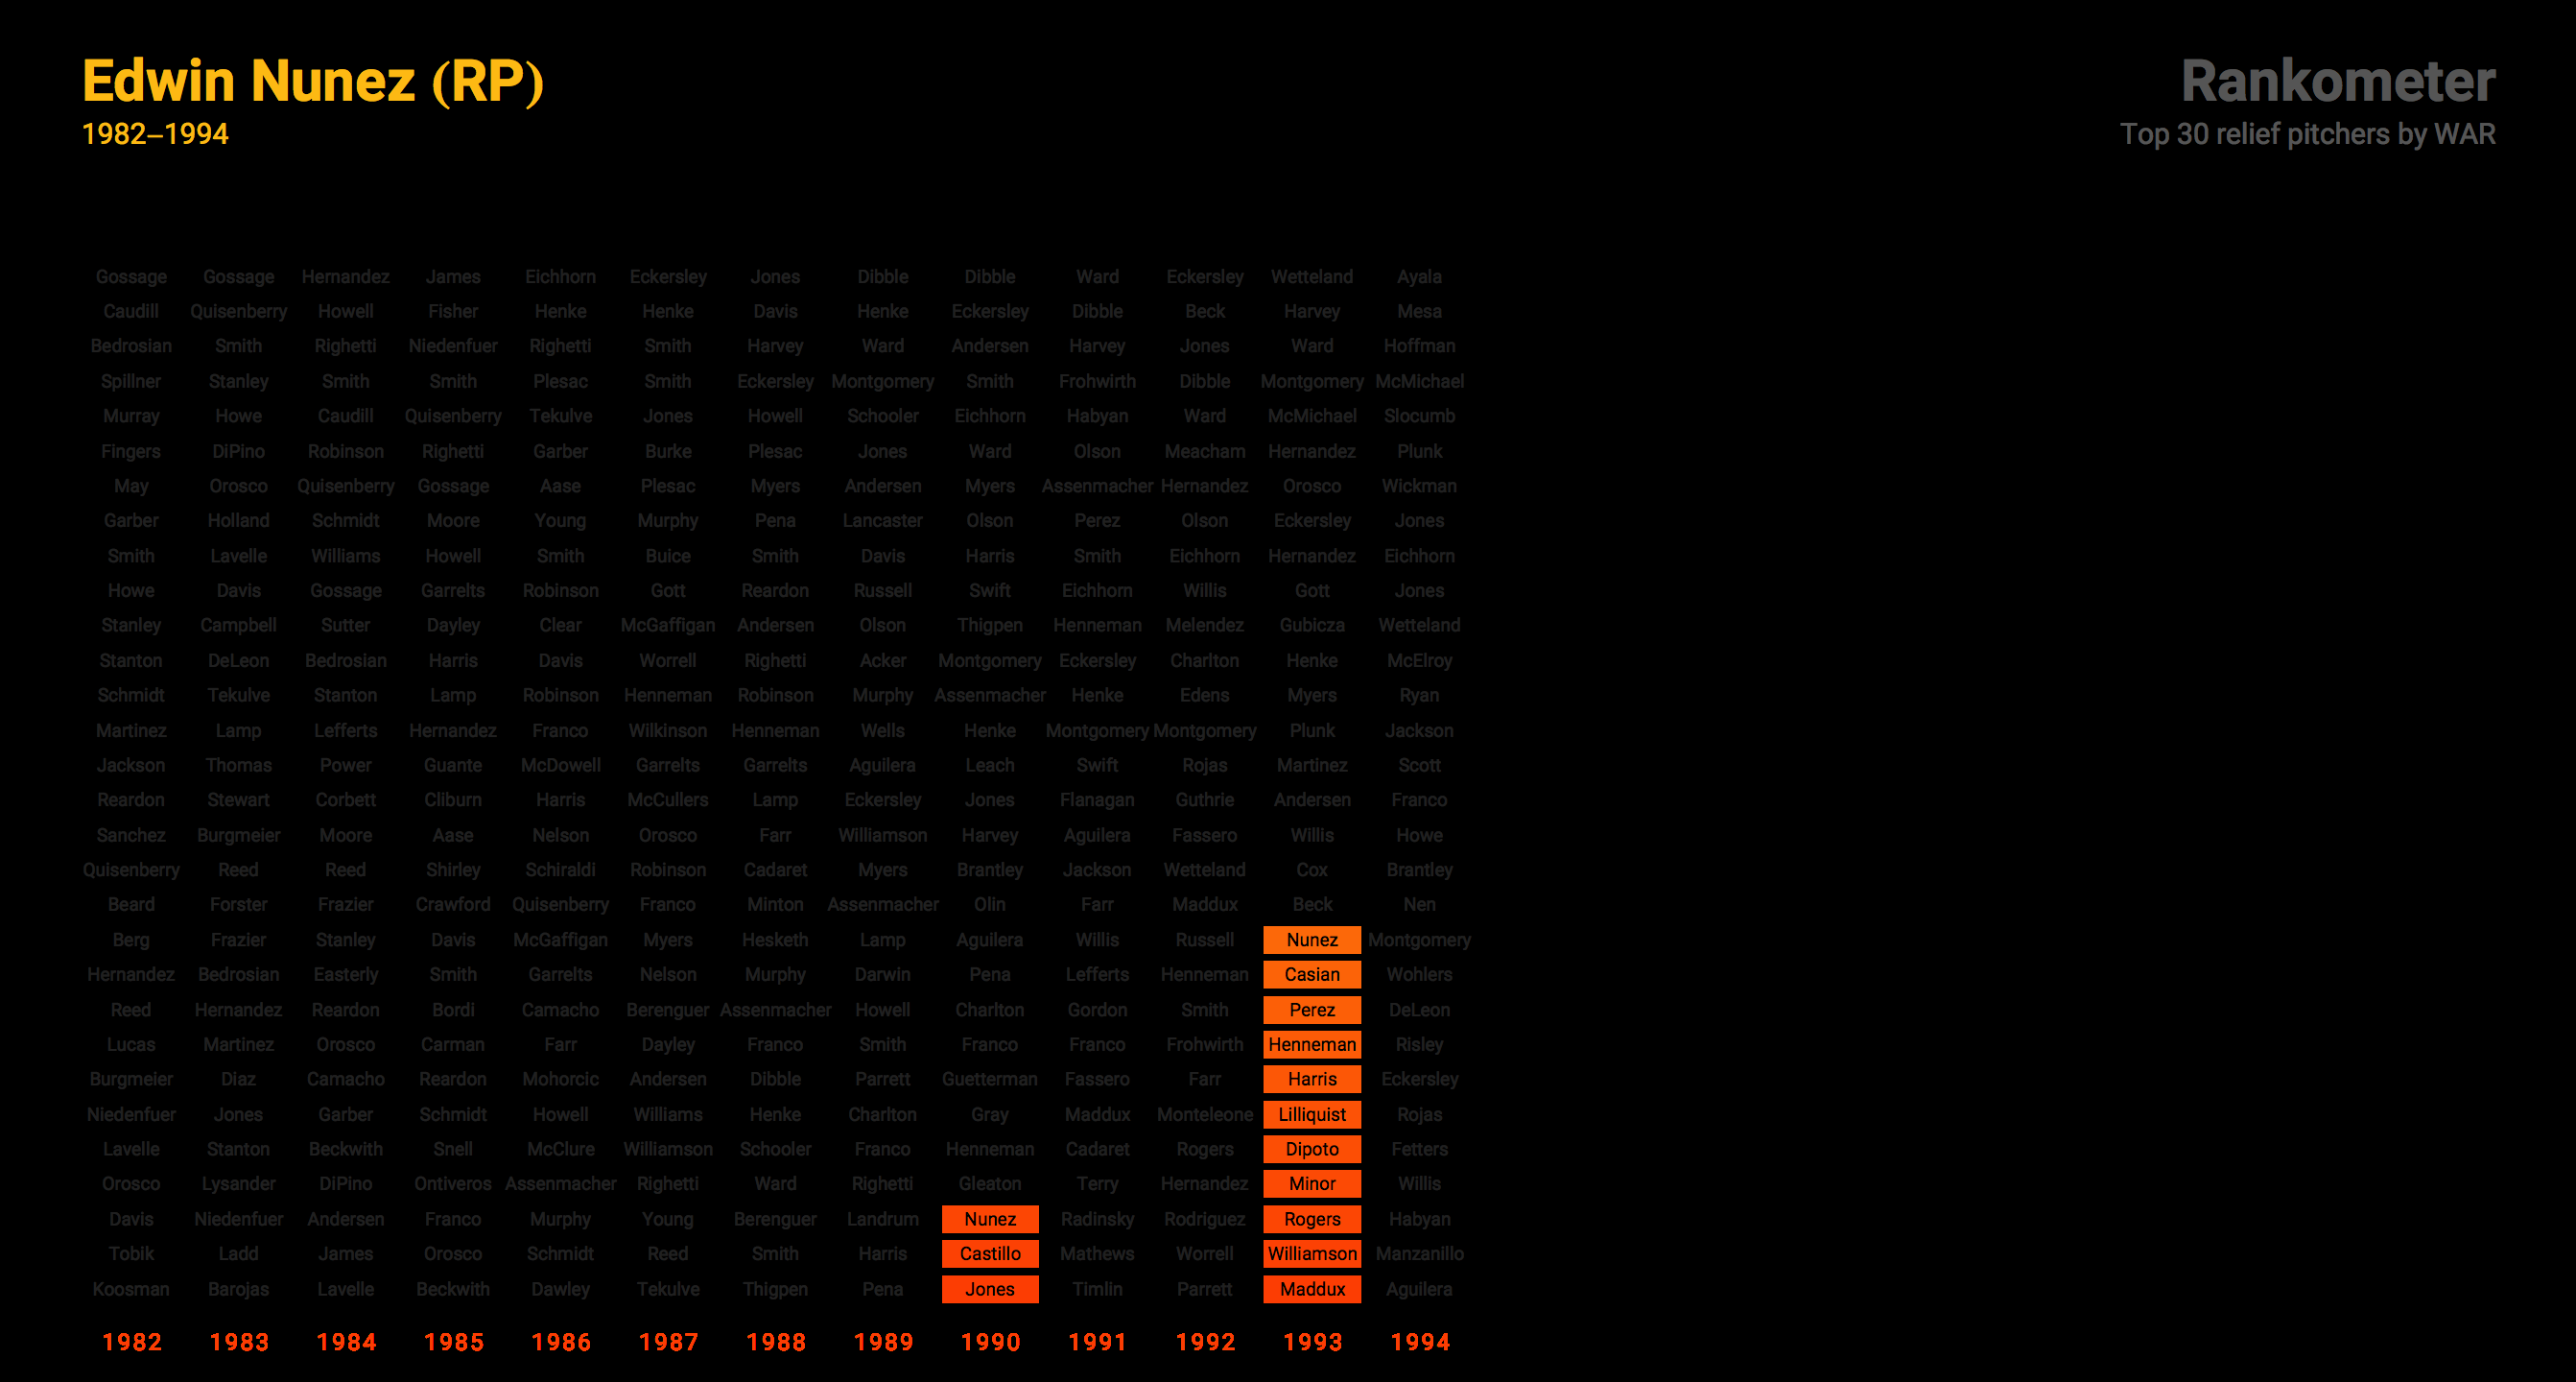 Edwin Nunez (RP)
1982–1994
Rankometer
Top 30 relief pitchers by WAR
Gossage Gossage Hernandez James Eichhorn Eckersley Jones Dibble Dibble Ward Eckersley Wetteland Ayala
Caudill Quisenberry Howell Fisher Henke Henke Davis Henke Eckersley Dibble Beck Harvey Mesa
Bedrosian Smith Righetti Niedenfuer Righetti Smith Harvey Ward Andersen Harvey Jones Ward Hoffman
Spillner Stanley Smith Smith Plesac Smith Eckersley Montgomery Smith Frohwirth Dibble Montgomery McMichael
Murray Howe Caudill Quisenberry Tekulve Jones Howell Schooler Eichhorn Habyan Ward McMichael Slocumb
Fingers DiPino Robinson Righetti Garber Burke Plesac Jones Ward Olson Meacham Hernandez Plunk
May Orosco Quisenberry Gossage Aase Plesac Myers Andersen Myers Assenmacher Hernandez Orosco Wickman
Garber Holland Schmidt Moore Young Murphy Pena Lancaster Olson Perez Olson Eckersley Jones
Smith Lavelle Williams Howell Smith Buice Smith Davis Harris Smith Eichhorn Hernandez Eichhorn
Howe Davis Gossage Garrelts Robinson Gott Reardon Russell Swift Eichhorn Willis Gott Jones
Stanley Campbell Sutter Dayley Clear McGaffigan Andersen Olson Thigpen Henneman Melendez Gubicza Wetteland
Stanton DeLeon Bedrosian Harris Davis Worrell Righetti Acker Montgomery Eckersley Charlton Henke McElroy
Schmidt Tekulve Stanton Lamp Robinson Henneman Robinson Murphy Assenmacher Henke Edens Myers Ryan
Martinez Lamp Lefferts Hernandez Franco Wilkinson Henneman Wells Henke Montgomery Montgomery Plunk Jackson
Jackson Thomas Power Guante McDowell Garrelts Garrelts Aguilera Leach Swift Rojas Martinez Scott
Reardon Stewart Corbett Cliburn Harris McCullers Lamp Eckersley Jones Flanagan Guthrie Andersen Franco
Sanchez Burgmeier Moore Aase Nelson Orosco Farr Williamson Harvey Aguilera Fassero Willis Howe
Quisenberry Reed Reed Shirley Schiraldi Robinson Cadaret Myers Brantley Jackson Wetteland Cox Brantley
Beard Forster Frazier Crawford Quisenberry Franco Minton Assenmacher Olin Farr Maddux Beck Nen
Berg Frazier Stanley Davis McGaffigan Myers Hesketh Lamp Aguilera Willis Russell Nunez Montgomery
Hernandez Bedrosian Easterly Smith Garrelts Nelson Murphy Darwin Pena Lefferts Henneman Casian Wohlers
Reed Hernandez Reardon Bordi Camacho Berenguer Assenmacher Howell Charlton Gordon Smith Perez DeLeon
Lucas Martinez Orosco Carman Farr Dayley Franco Smith Franco Franco Frohwirth Henneman Risley
Burgmeier Diaz Camacho Reardon Mohorcic Andersen Dibble Parrett Guetterman Fassero Farr Harris Eckersley
Niedenfuer Jones Garber Schmidt Howell Williams Henke Charlton Gray Maddux Monteleone Lilliquist Rojas
Lavelle Stanton Beckwith Snell McClure Williamson Schooler Franco Henneman Cadaret Rogers Dipoto Fetters
Orosco Lysander DiPino Ontiveros Assenmacher Righetti Ward Righetti Gleaton Terry Hernandez Minor Willis
Davis Niedenfuer Andersen Franco Murphy Young Berenguer Landrum Nunez Radinsky Rodriguez Rogers Habyan
Tobik Ladd James Orosco Schmidt Reed Smith Harris Castillo Mathews Worrell Williamson Manzanillo
Koosman Barojas Lavelle Beckwith Dawley Tekulve Thigpen Pena Jones Timlin Parrett Maddux Aguilera
1982 1983 1984 1985 1986 1987 1988 1989 1990 1991 1992 1993 1994